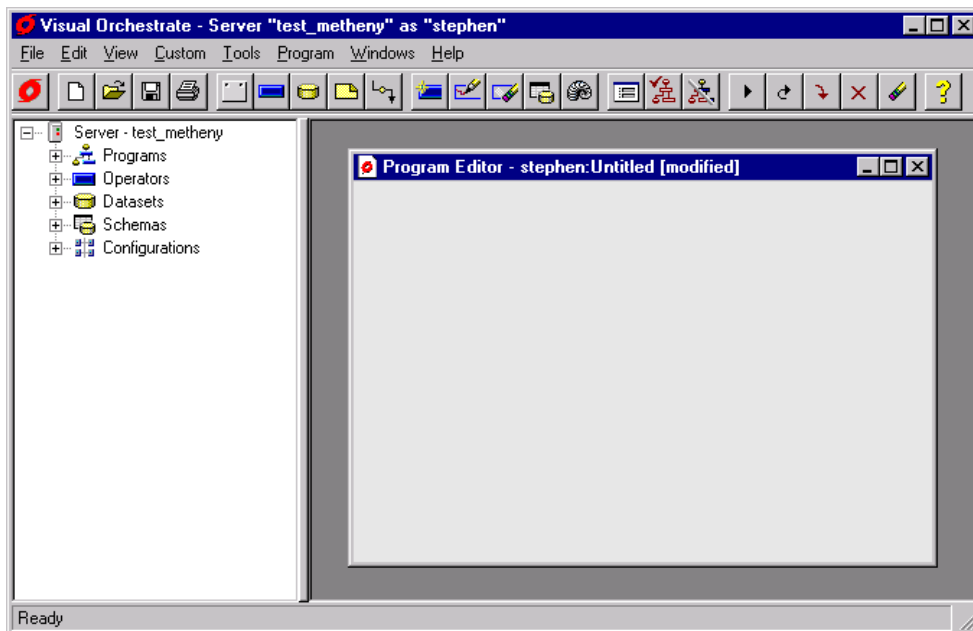 Visual Orchestrate - Server "test_metheny" as "stephen"
File Edit View Custom Tools Program Windows Help
?
Server - test_metheny
Programs
Operators
Datasets
Schemas
Configurations
Program Editor - stephen:Untitled [modified]
Ready